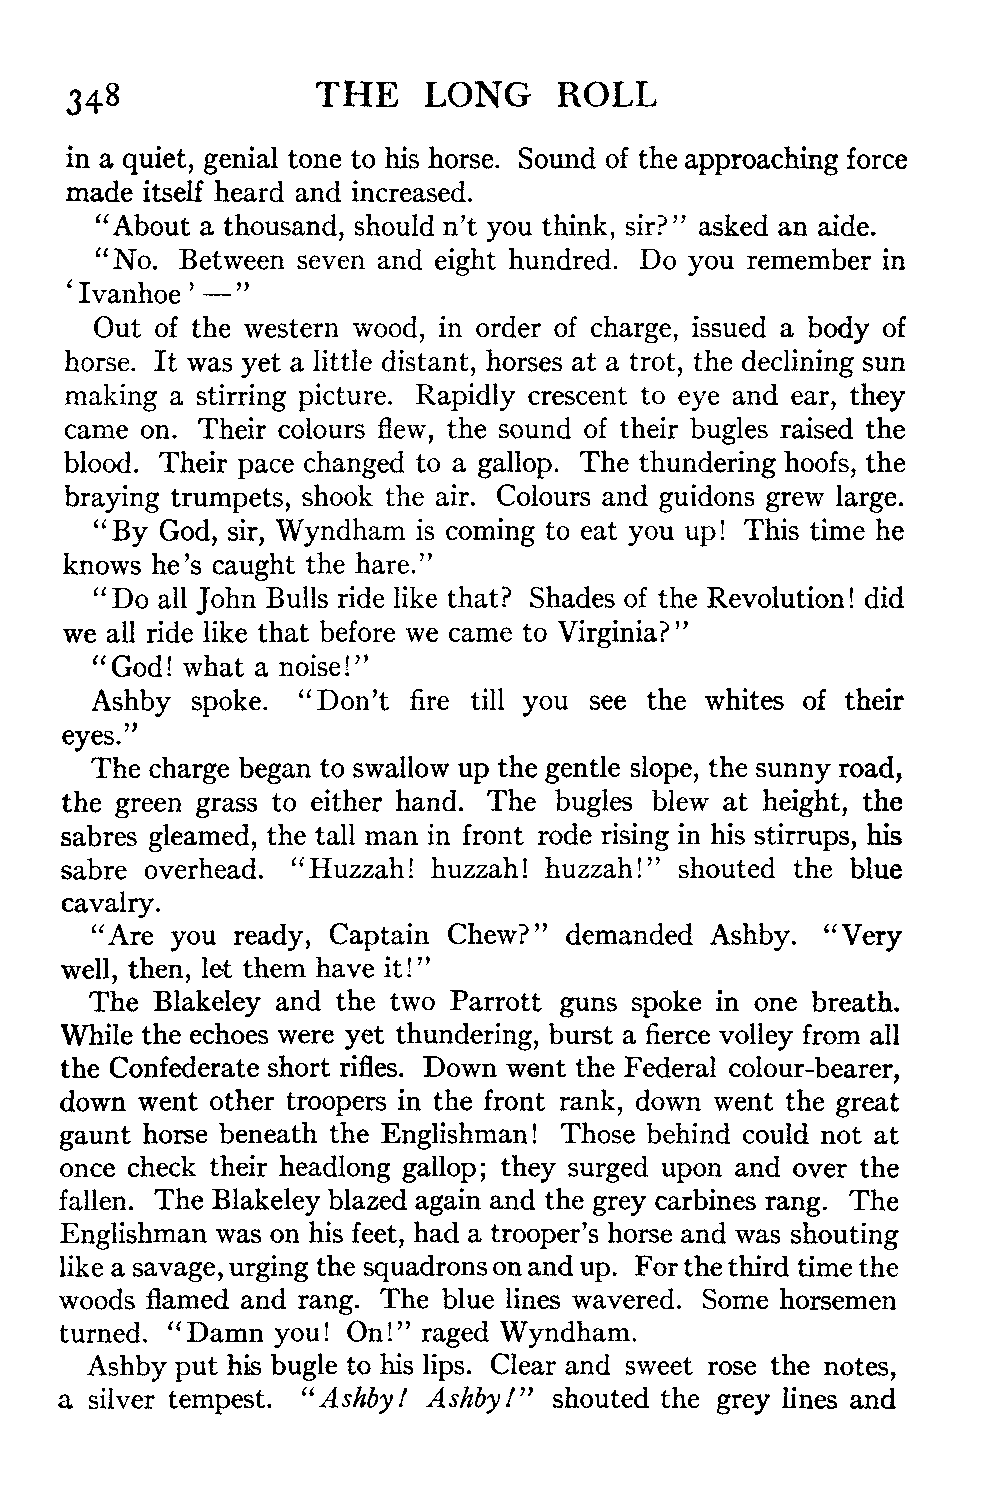 348 THE LONG ROLL
in a quiet, genial tone to his horse. Sound of the approaching force
made itself heard and increased.
"About a thousand, should n't you think, sir?" asked an aide.
"No. Between seven and eight hundred. Do you remember in
'Ivanhoe' —"
Out of the western wood, in order of charge, issued a body of
horse. It was yet a little distant, horses at a trot, the declining sun
making a stirring picture. Rapidly crescent to eye and ear, they
came on. Their colours flew, the sound of their bugles raised the
blood. Their pace changed to a gallop. The thundering hoofs, the
braying trumpets, shook the air. Colours and guidons grew large.
"By God, sir, Wyndham is coming to eat you up! This time he
knows he's caught the hare."
"Do all John Bulls ride like that? Shades of the Revolution! did
we all ride like that before we came to Virginia?"
"God! what a noise!"
Ashby spoke. "Don't fire till you see the whites of their
eyes."
The charge began to swallow up the gentle slope, the sunny road,
the green grass to either hand. The bugles blew at height, the
sabres gleamed, the tall man in front rode rising in his stirrups, his
sabre overhead. "Huzzah! huzzah! huzzah!" shouted the blue
cavalry.
"Are you ready, Captain Chew?" demanded Ashby. "Very
well, then, let them have it!"
The Blakeley and the two Parrott guns spoke in one breath.
While the echoes were yet thundering, burst a fierce volley from all
the Confederate short rifles. Down went the Federal colour-bearer,
down went other troopers in the front rank, down went the great
gaunt horse beneath the Englishman! Those behind could not at
once check their headlong gallop; they surged upon and over the
fallen. The Blakeley blazed again and the grey carbines rang. The
Englishman was on his feet, had a trooper's horse and was shouting
like a savage, urging the squadrons on and up. For the third time the
woods flamed and rang. The blue lines wavered. Some horsemen
turned. "Damn you! On!" raged Wyndham.
Ashby put his bugle to his lips. Clear and sweet rose the notes,
a silver tempest. "Ashby! Ashby!" shouted the grey lines and